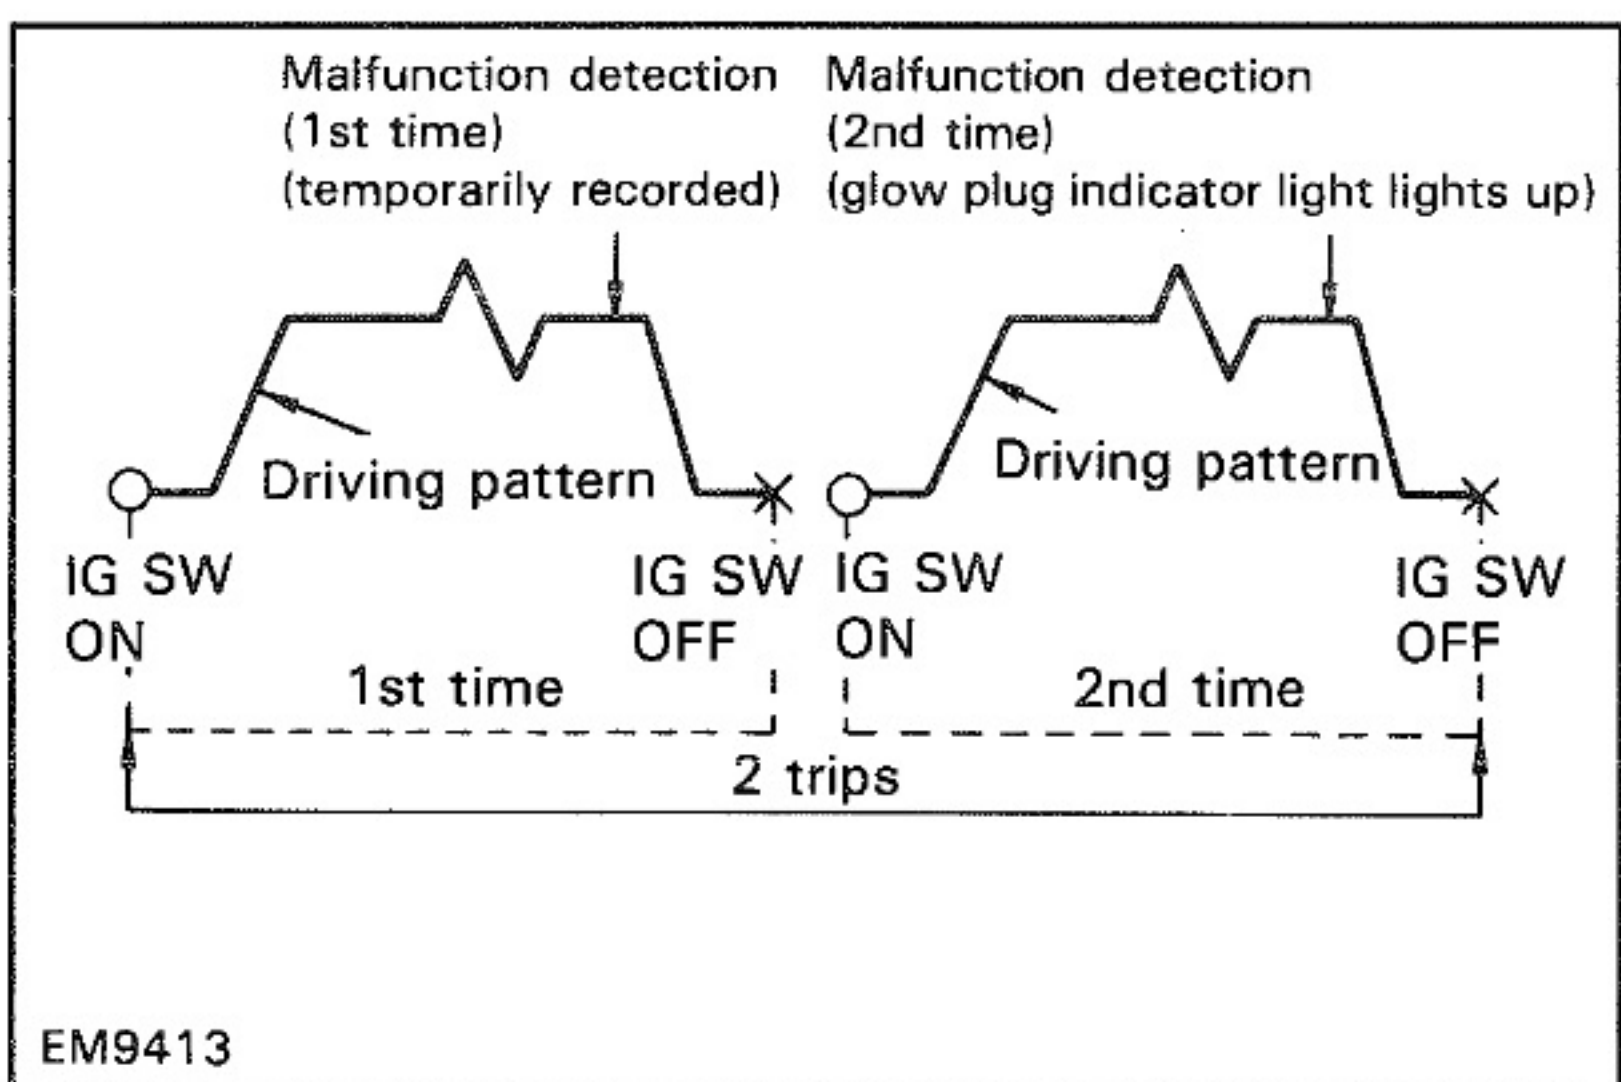 Malfunction detection
(1st time)
(temporarily recorded)
Malfunction detection
(2nd time)
(glow plug indicator light lights up)
Driving pattern
Driving pattern
IG SW
ON
IG SW
OFF
IG SW
ON
IG SW
OFF
1st time
2nd time
2 trips
EM9413